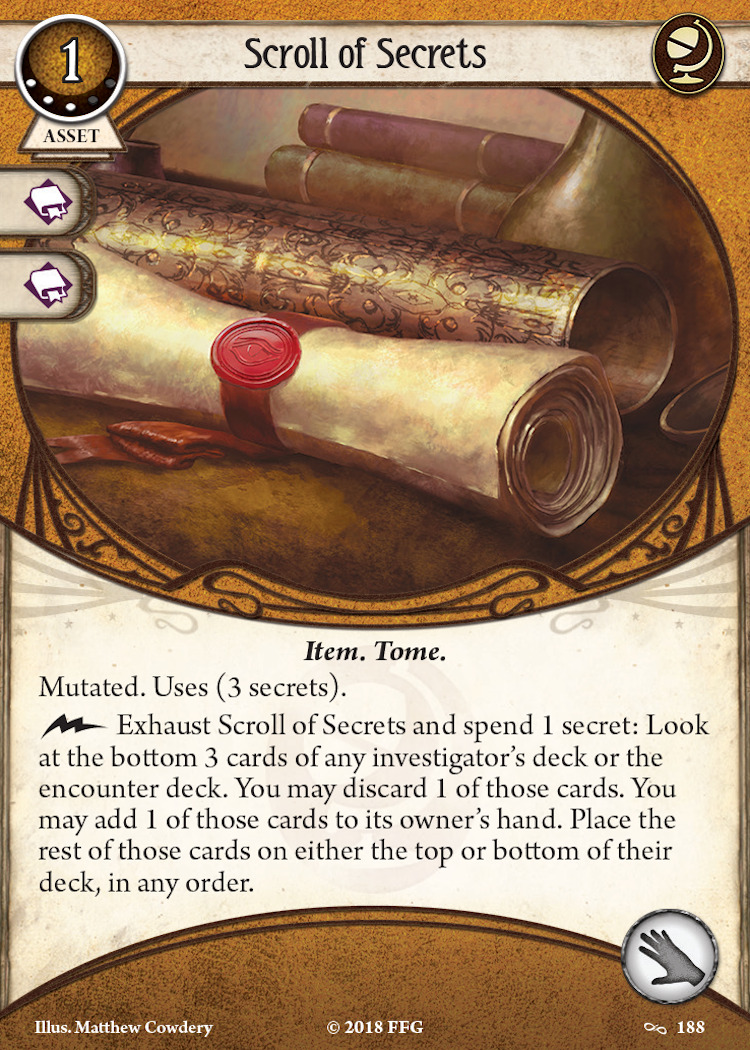 1
Scroll of Secrets
ASSET
Item. Tome.
Mutated. Uses (3 secrets).
Exhaust Scroll of Secrets and spend 1 secret: Look
at the bottom 3 cards of any investigator's deck or the
encounter deck. You may discard 1 of those cards. You
may add 1 of those cards to its owner's hand. Place the
rest of those cards on either the top or bottom of their
deck, in any order.
Illus. Matthew Cowdery
© 2018 FFG
188